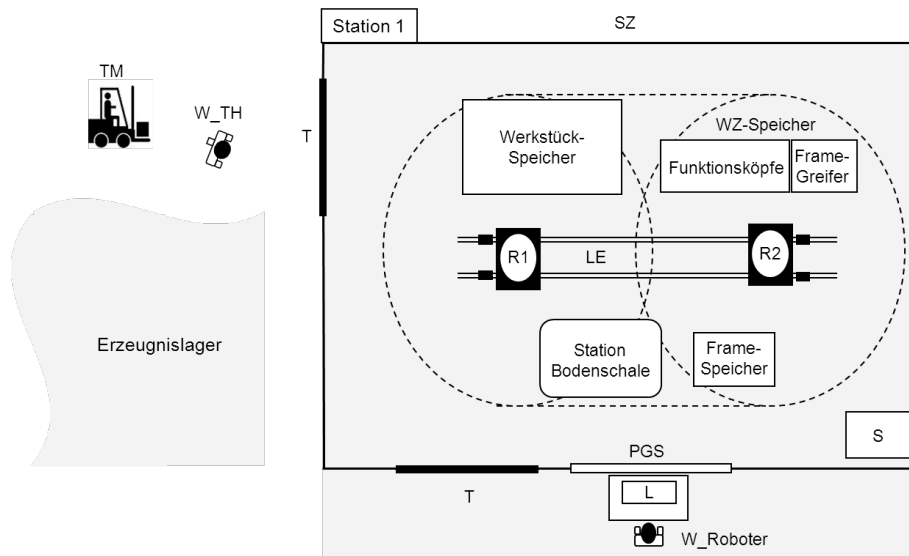 Station 1
SZ
TM
W_TH
T
WZ-Speicher
Werkstück-
Speicher
Funktionsköpfe
Frame-
Greifer
R1
LE
R2
Erzeugnislager
Station
Bodenschale
Frame-
Speicher
S
PGS
T
L
W_Roboter